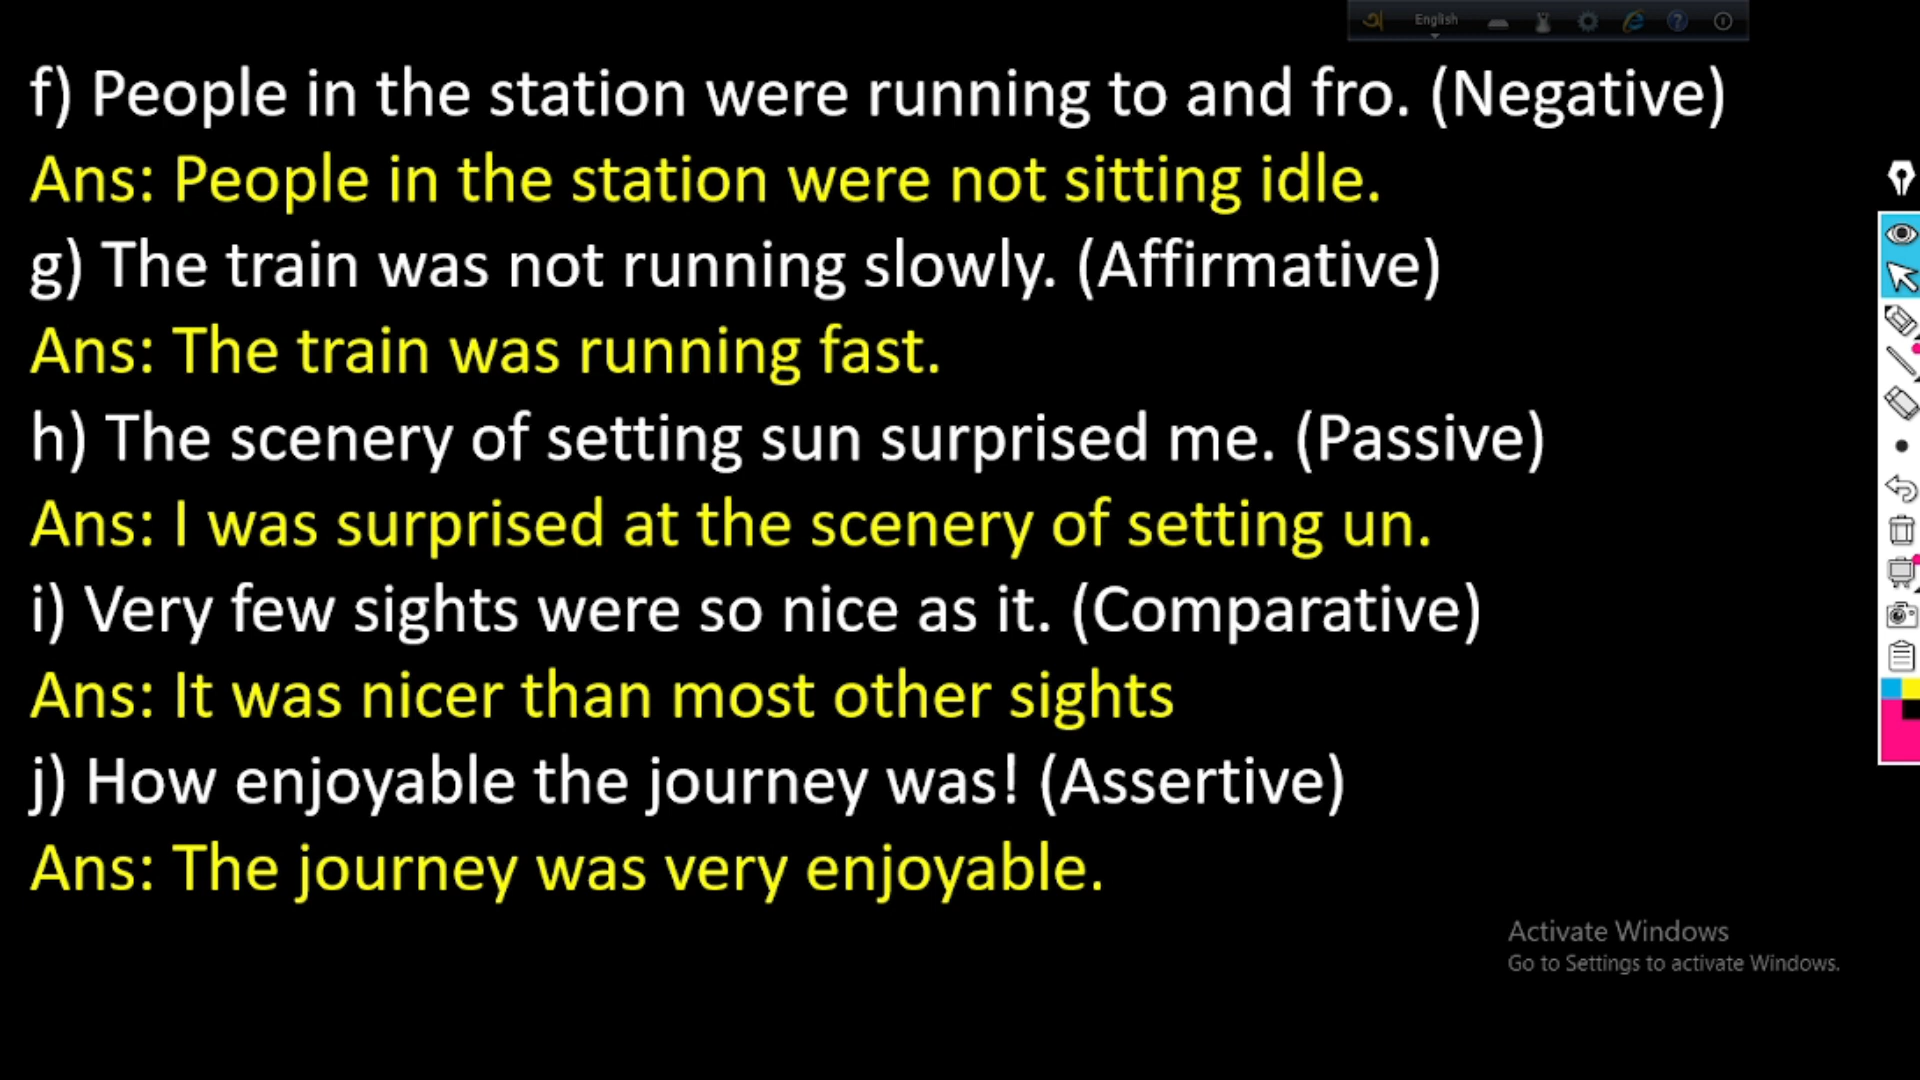 English
f) People in the station were running to and fro. (Negative)
Ans: People in the station were not sitting idle.
g) The train was not running slowly. (Affirmative)
Ans: The train was running fast.
h) The scenery of setting sun surprised me. (Passive)
Ans: I was surprised at the scenery of setting un.
i) Very few sights were so nice as it. (Comparative)
Ans: It was nicer than most other sights
j) How enjoyable the journey was! (Assertive)
Ans: The journey was very enjoyable.
Activate Windows
Go to Settings to activate Windows.